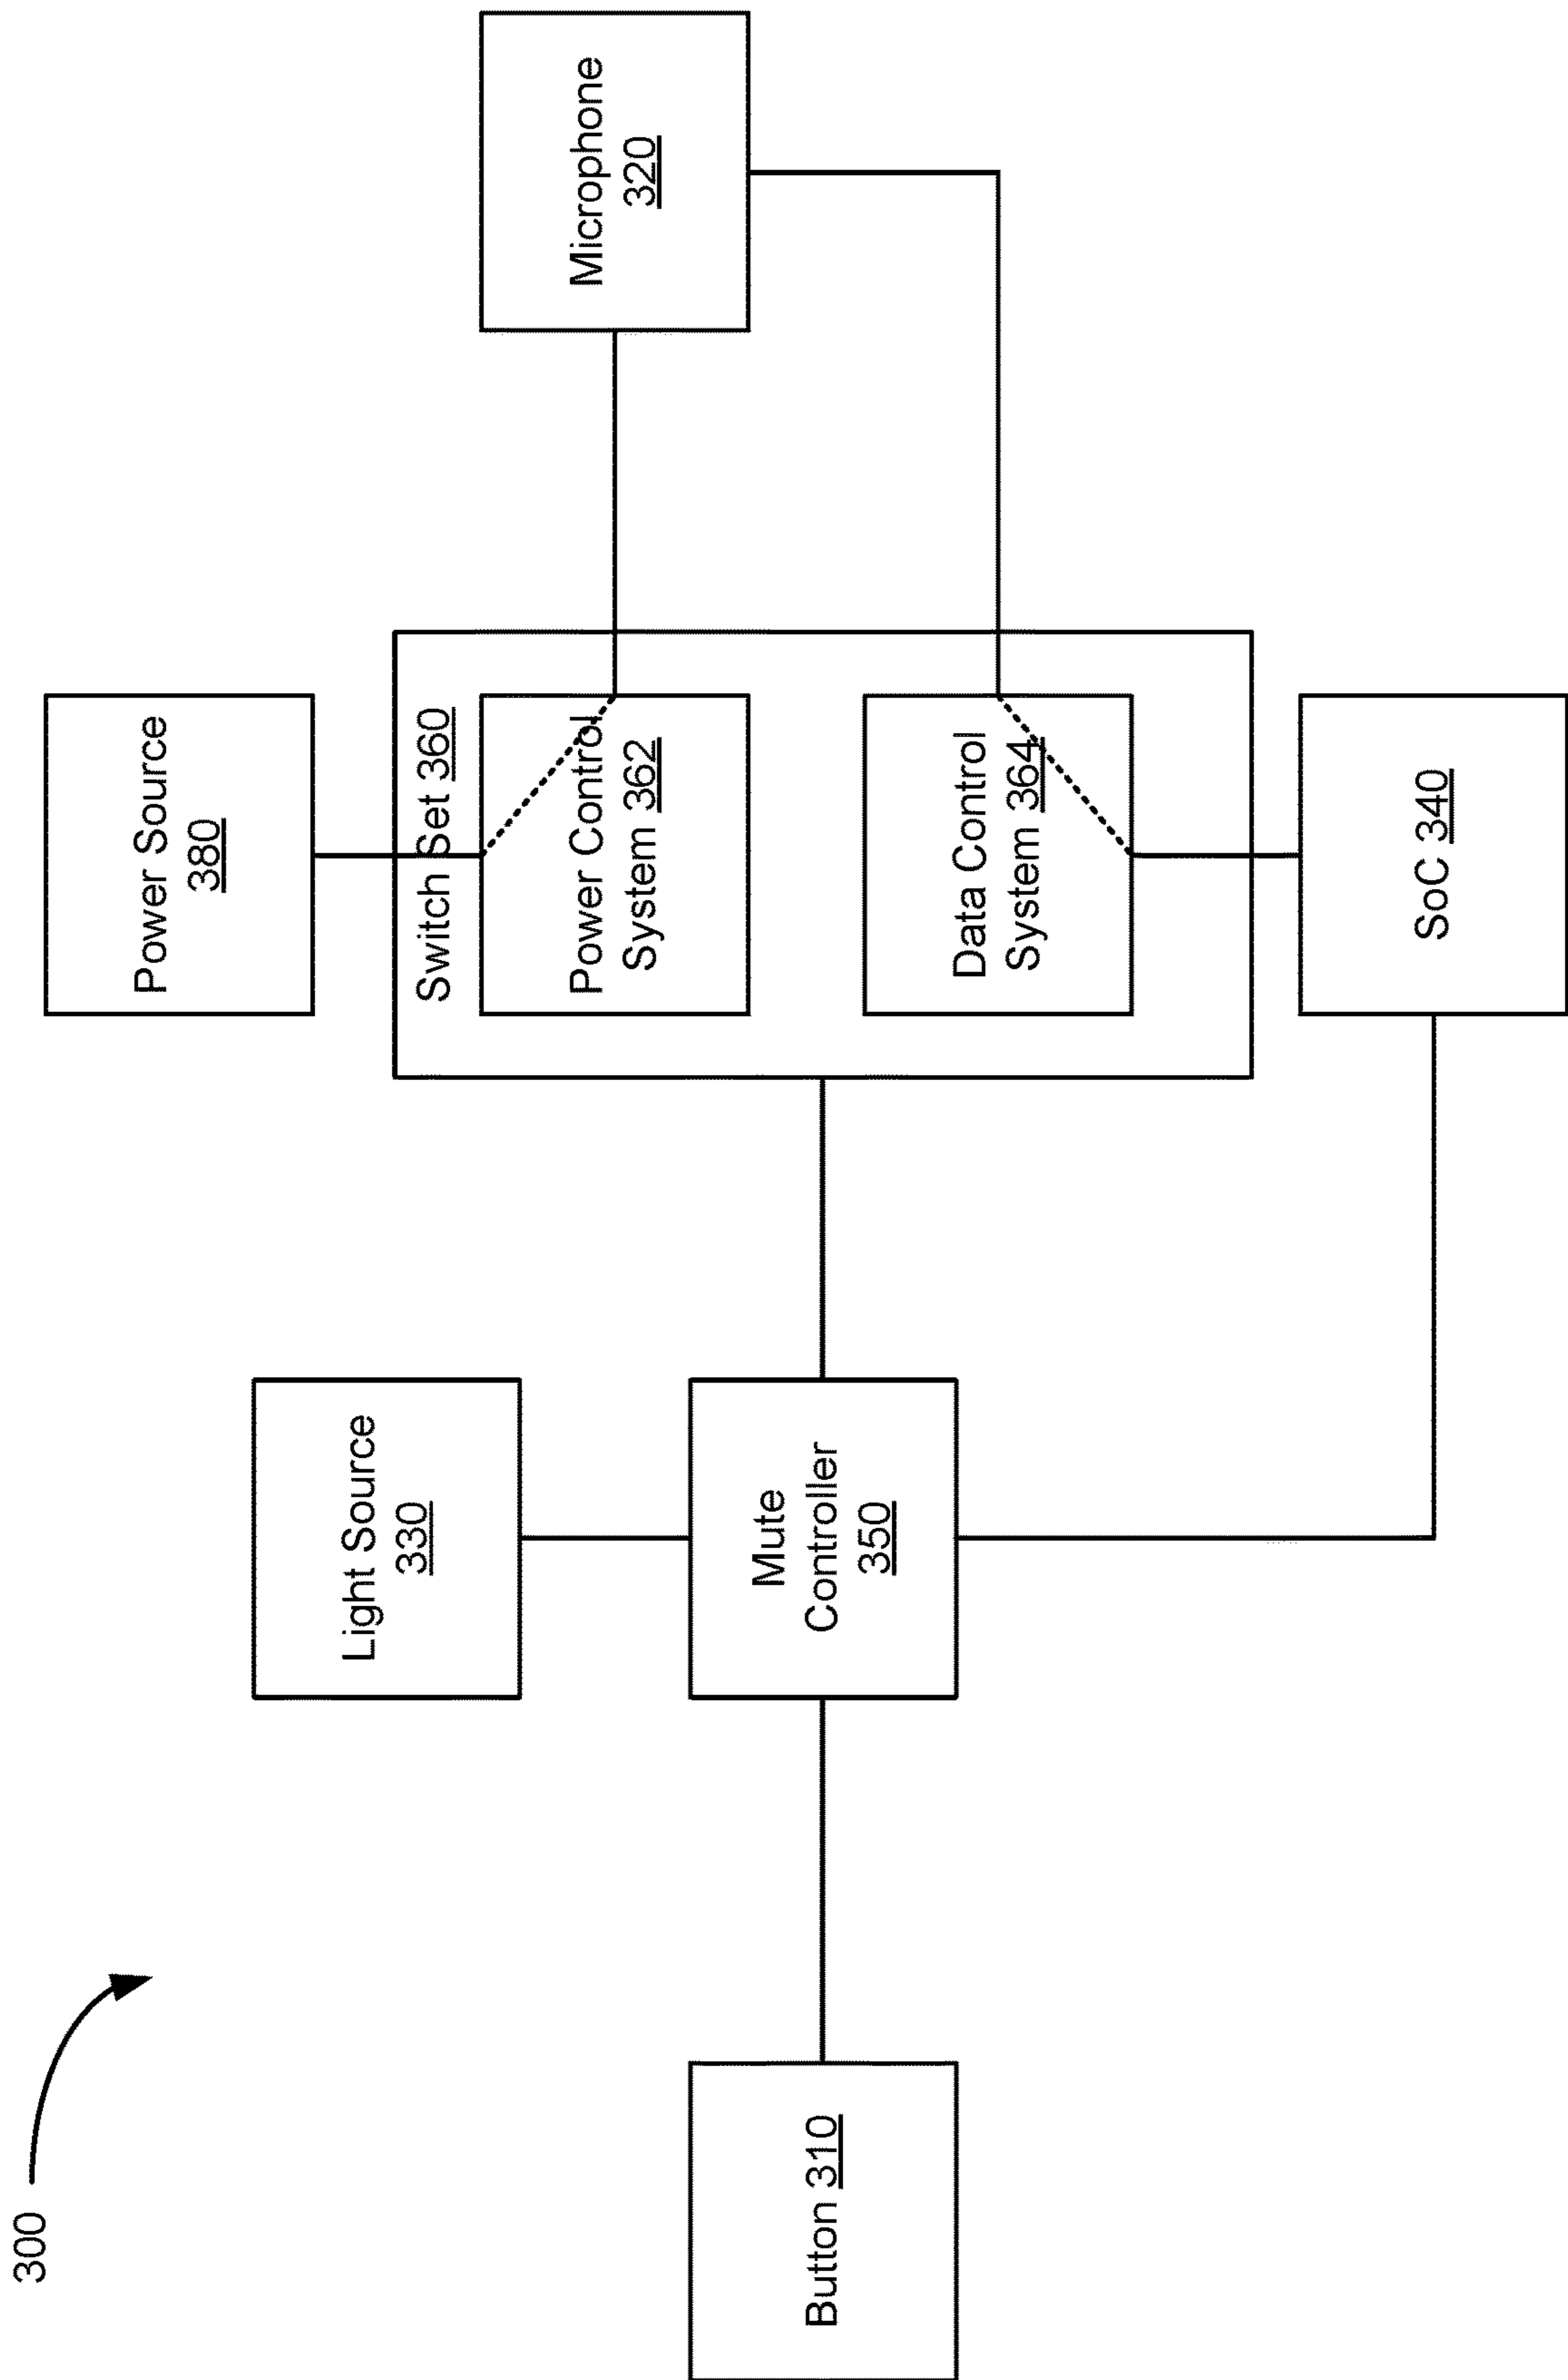 300
Power Source
380
Switch Set 360
Power Control
System 362
Microphone
320
Light Source
330
Button 310
Mute
Controller
350
Data Control
System 364
SoC 340